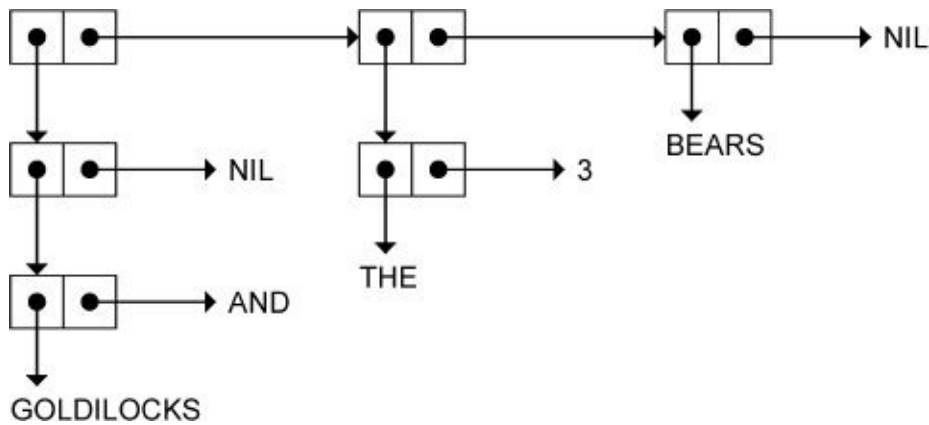 NIL
BEARS
NIL
3
THE
AND
GOLDILOCKS